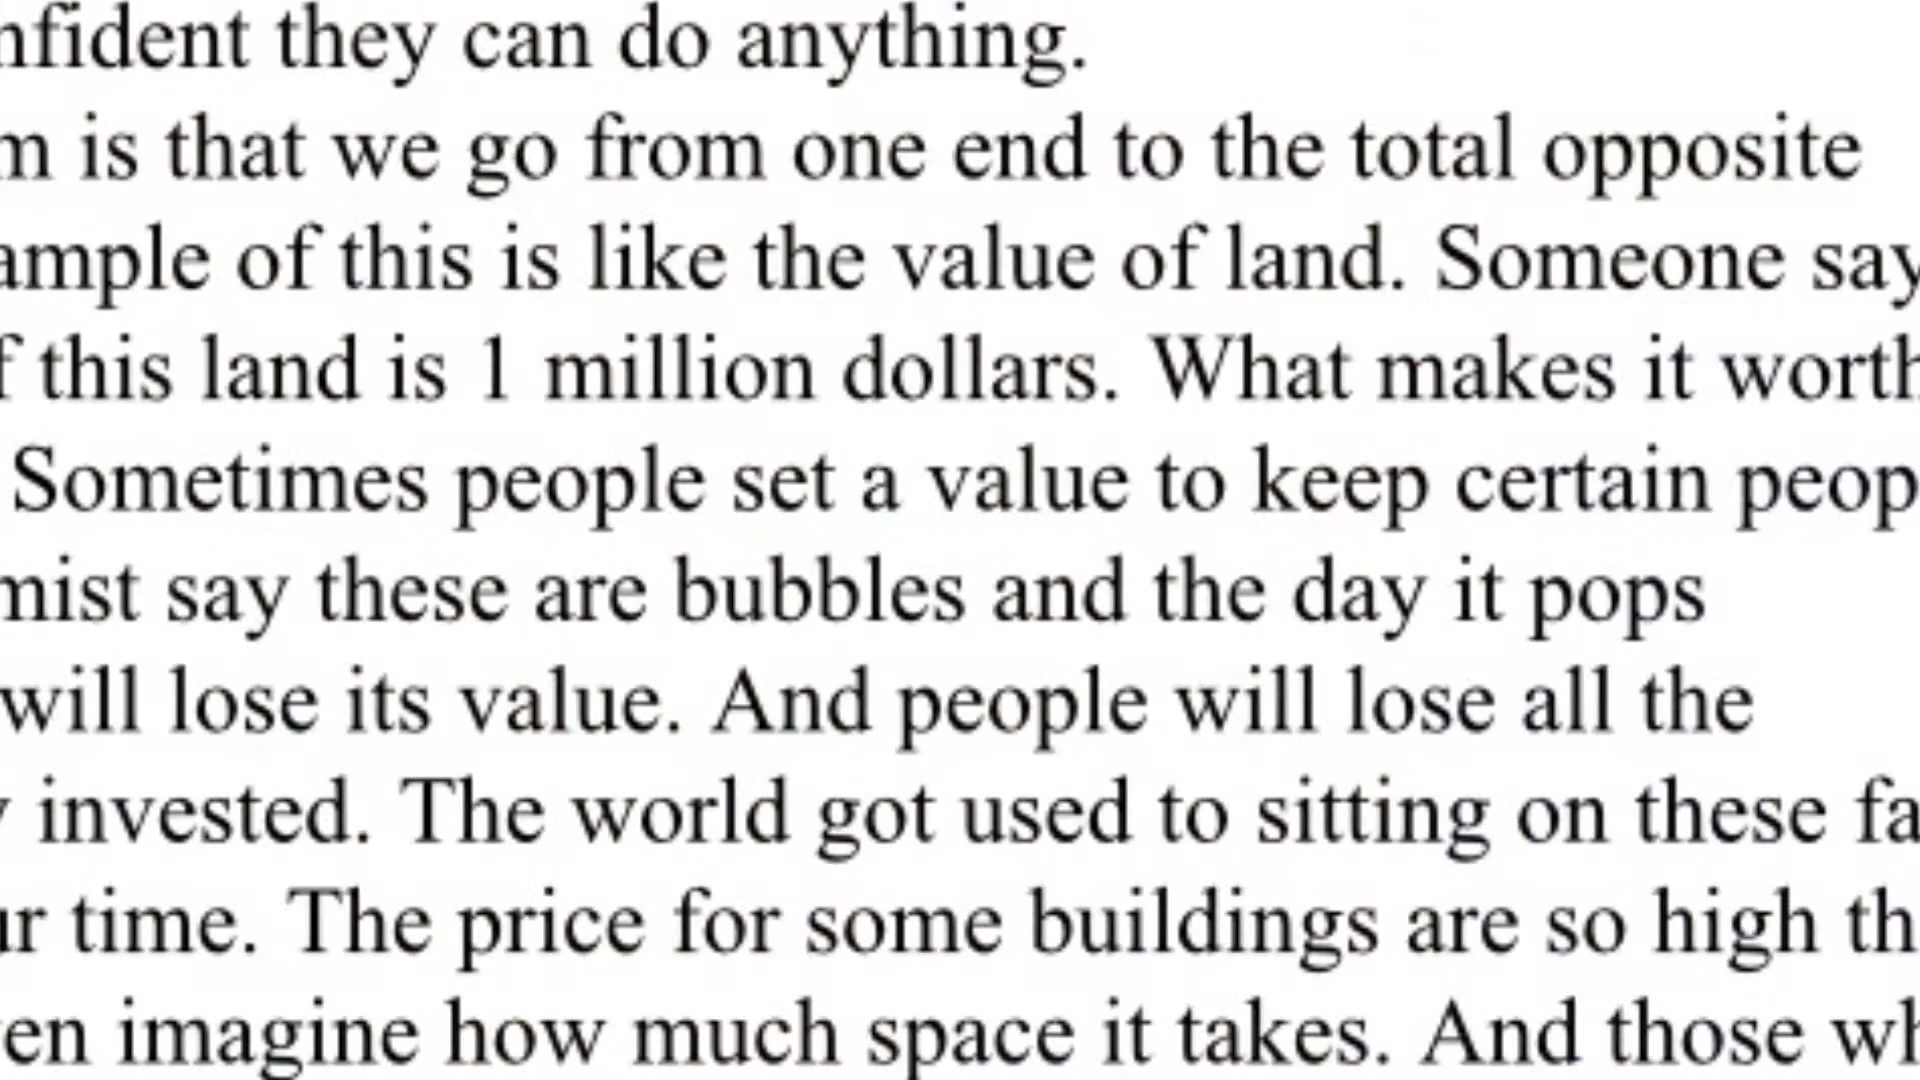 nfident they can do anything.
m is that we go from one end to the total opposite
ample of this is like the value of land. Someone say
f this land is 1 million dollars. What makes it worth
Sometimes people set a value to keep certain peop
mist say these are bubbles and the day it pops
will lose its value. And people will lose all the
y invested. The world got used to sitting on these fa
ur time. The price for some buildings are so high th
en imagine how much space it takes. And those wh